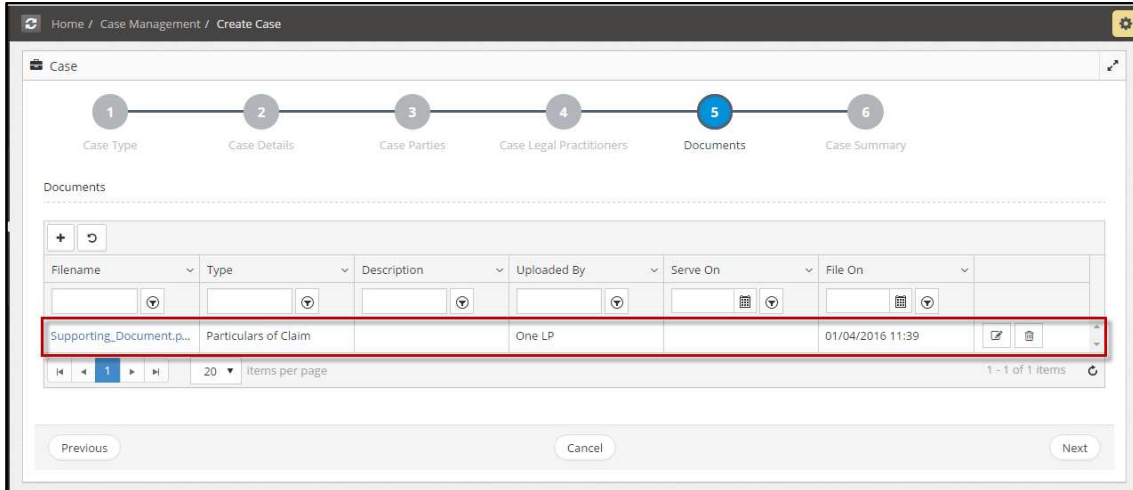 Home / Case Management / Create Case
Case
1 2 3 4 5 6
Case Type Case Details Case Parties Case Legal Practitioners Documents Case Summary
Documents
Filename Type Description Uploaded By Serve On File On
Supporting_Document.p... Particulars of Claim One LP 01/04/2016 11:39
1 20 items per page 1 - 1 of 1 items
Previous Cancel Next